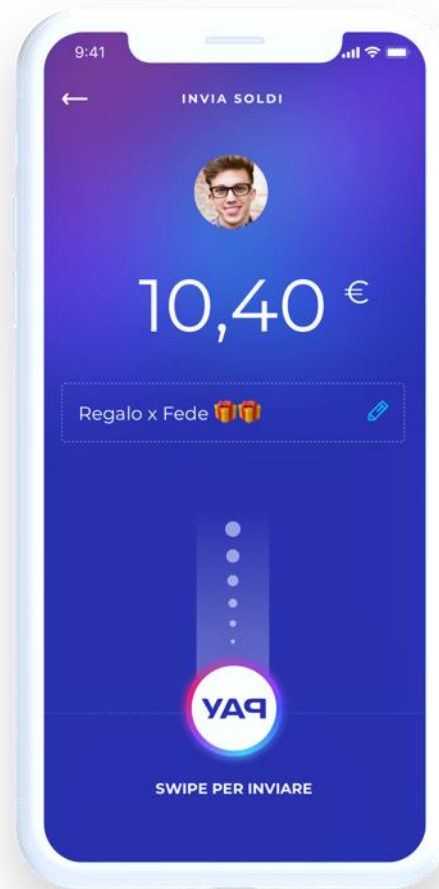 9:41
INVIA SOLDI
10,40 €
Regalo x Fede 🎁🎁
YAP
SWIPE PER INVIARE